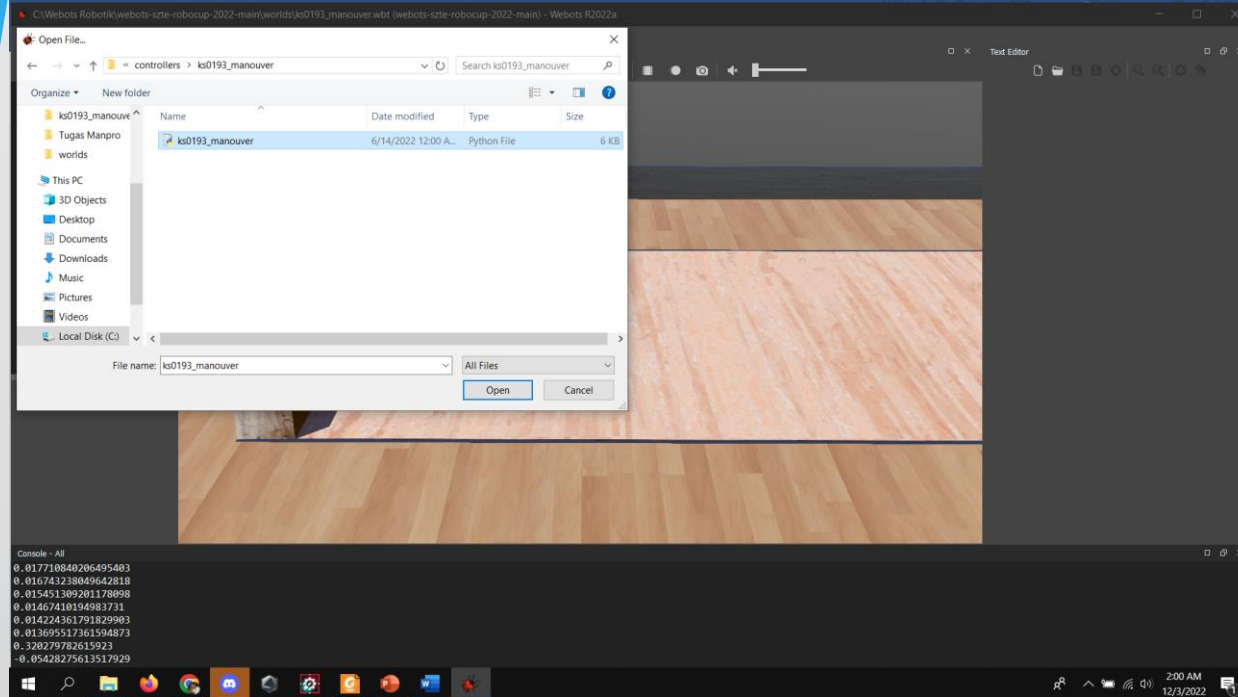 C:\Webots Robotik\webots-szte-robocup-2022-main\worlds\ks0193_manouver.wbt (webots-szte-robocup-2022-main) - Webots R2022a
Open File...
« controllers > ks0193_manouver
Search ks0193_manouver
Text Editor
Organize
New folder
Name
Date modified
Type
Size
ks0193_manouver
6/14/2022 12:00 A...
Python File
6 KB
ks0193_manouve
Tugas Manpro
worlds
This PC
3D Objects
Desktop
Documents
Downloads
Music
Pictures
Videos
Local Disk (C:)
File name:
ks0193_manouver
All Files
Open
Cancel
Console - All
0.017710840206495403
0.016743238049642818
0.015451309201178098
0.01467410194983731
0.014224361791829903
0.013695517361594873
0.320279782615923
-0.05428275613517929
2:00 AM
12/3/2022